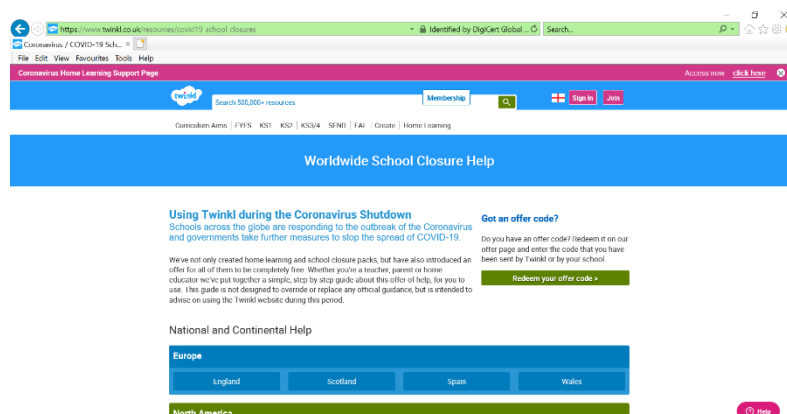 https://www.twinkl.co.uk/resources/covid19-school-closures
Identified by DigiCert Global ...
Search...
Coronavirus / COVID-19 Sch...
File Edit View Favourites Tools Help
Coronavirus Home Learning Support Page
Access now click here
twinkl
Search 500,000+ resources
Membership
Sign In
Join
Curriculum Aims | EYFS KS1 KS2 | KS3/4 SEND | EAL | Create | Home Learning
Worldwide School Closure Help
Using Twinkl during the Coronavirus Shutdown
Schools across the globe are responding to the outbreak of the Coronavirus
and governments take further measures to stop the spread of COVID-19.
We've not only created home learning and school closure packs, but have also introduced an
offer for all of them to be completely free. Whether you're a teacher, parent or home
educator we've put together a simple, step by step guide about this offer of help, for you to
use. This guide is not designed to override or replace any official guidance, but is intended to
advise on using the Twinkl website during this period.
Got an offer code?
Do you have an offer code? Redeem it on our
offer page and enter the code that you have
been sent by Twinkl or by your school.
Redeem your offer code >
National and Continental Help
Europe
England
Scotland
Spain
Wales
North America
Help